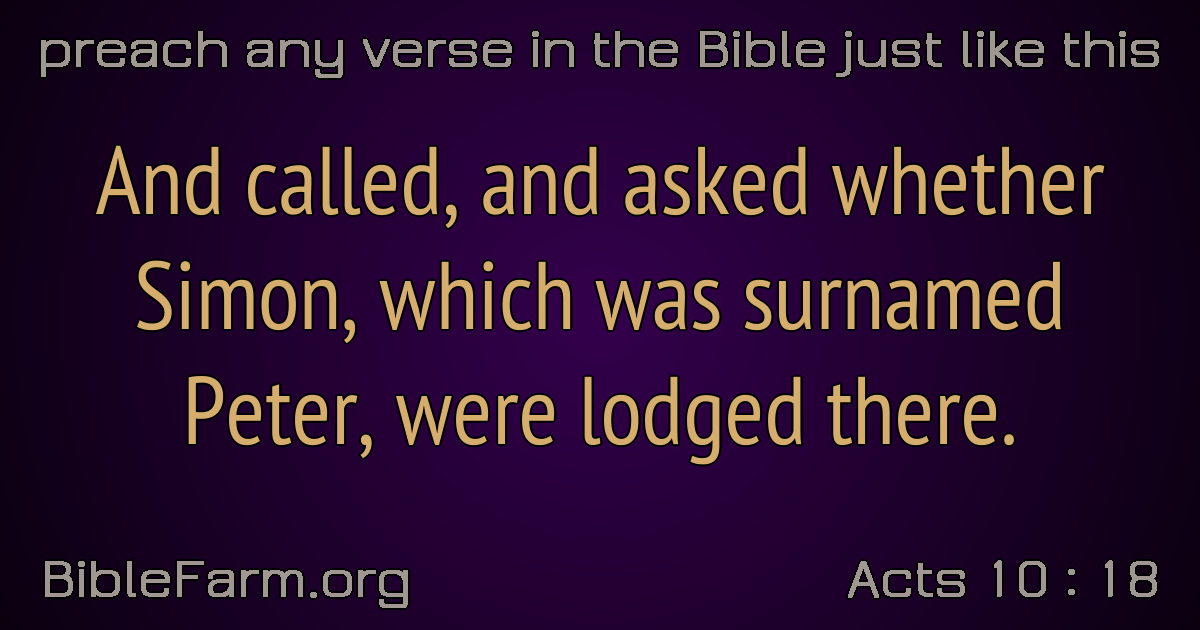 preach any verse in the Bible just like this
And called, and asked whether
Simon, which was surnamed
Peter, were lodged there.
BibleFarm.org
Acts 10 : 18